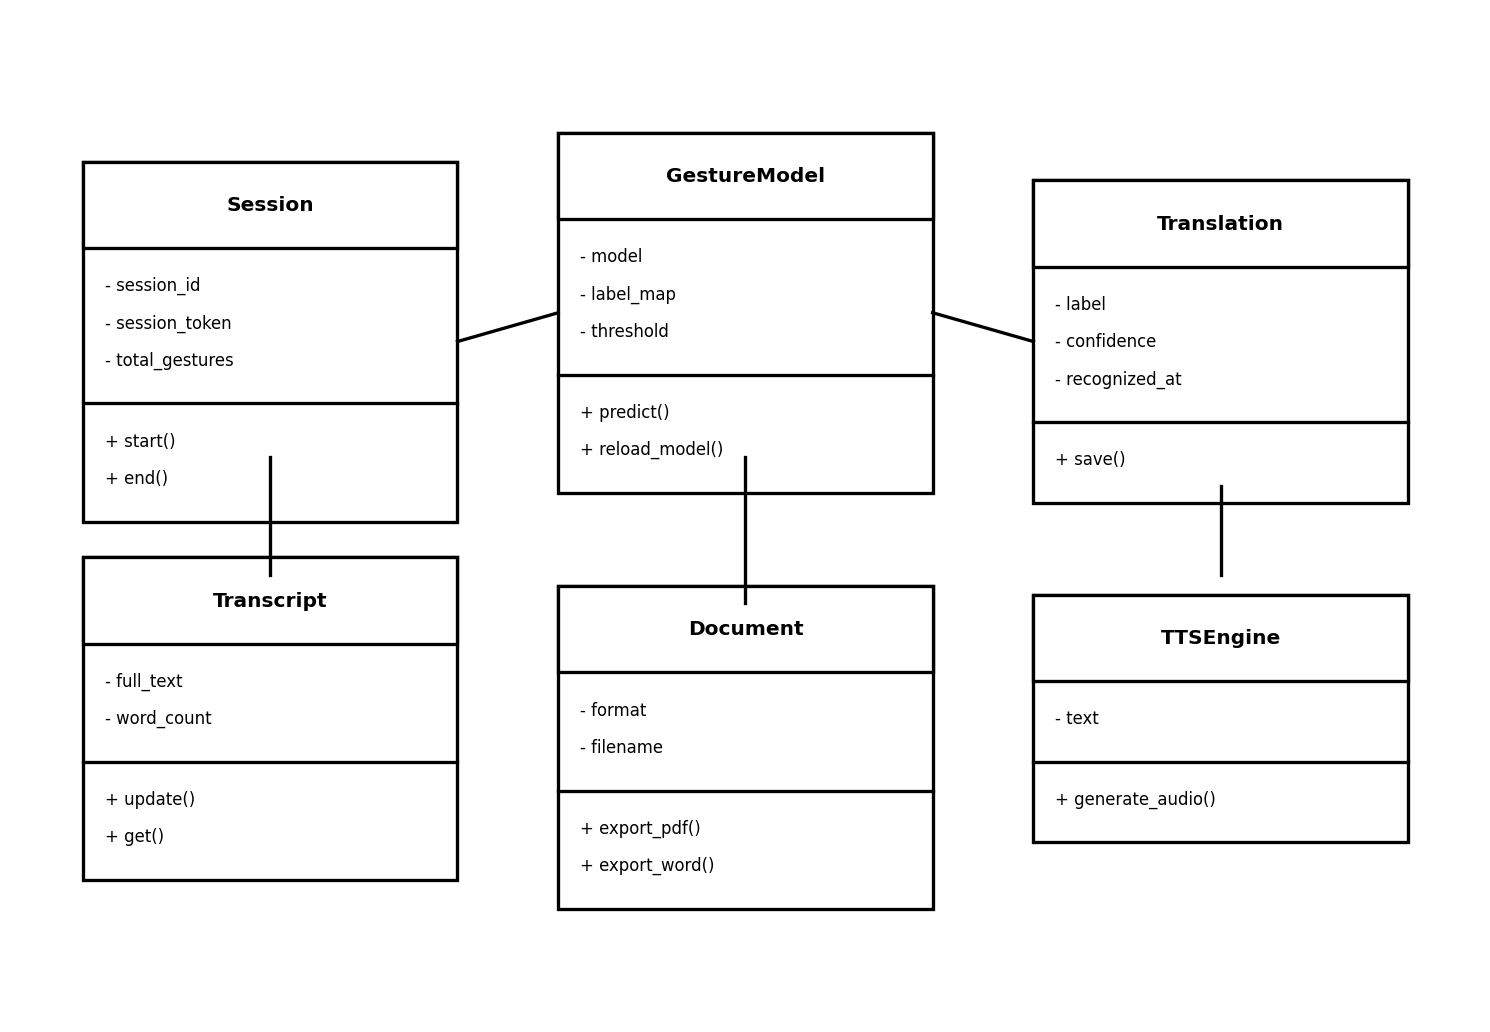 Session
- session_id
- session_token
- total_gestures
+ start()
+ end()
GestureModel
- model
- label_map
- threshold
+ predict()
+ reload_model()
Translation
- label
- confidence
- recognized_at
+ save()
Transcript
- full_text
- word_count
+ update()
+ get()
Document
- format
- filename
+ export_pdf()
+ export_word()
TTSEngine
- text
+ generate_audio()